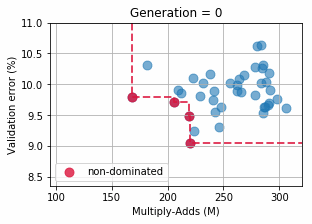 Generation = 0
Validation error (%)
11.0
10.5
10.0
9.5
9.0
8.5
non-dominated
100
150
200
250
300
Multiply-Adds (M)